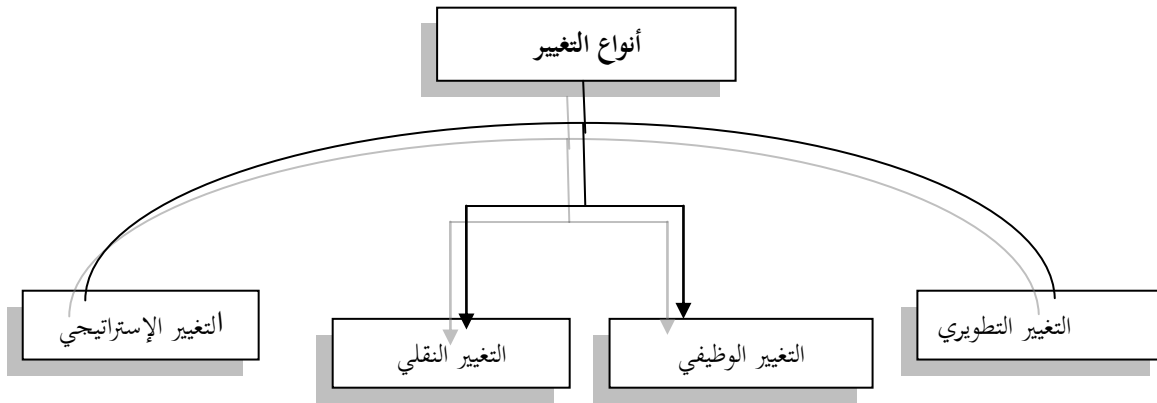 أنواع التغيير
التغيير التطويري
التغيير الوظيفي
التغيير النقلي
التغيير الإستراتيجي